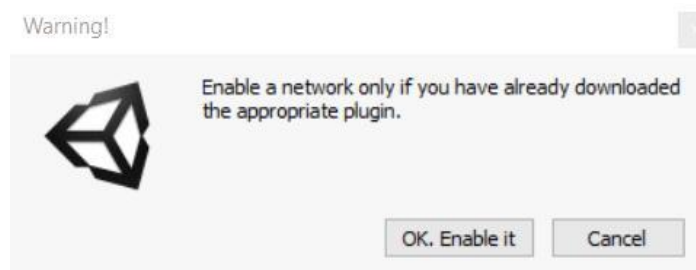 Warning!
Enable a network only if you have already downloaded
the appropriate plugin.
OK. Enable it
Cancel